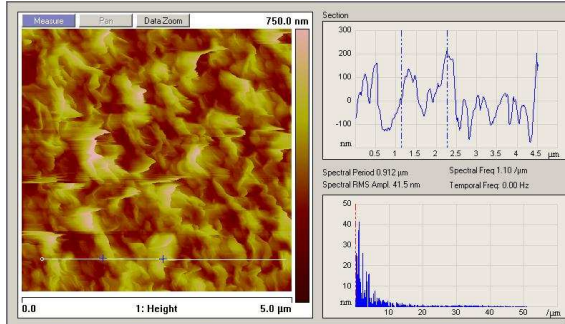 Measure Pan Data Zoom 750.0 nm
0.0 1: Height 5.0 µm
Section
300
200
100
0
-100
nm
0.5 1 1.5 2 2.5 3 3.5 4 4.5 µm
Spectral Period 0.912 µm Spectral Freq 1.10 /µm
Spectral RMS Ampl. 41.5 nm Temporal Freq: 0.00 Hz
50
40
30
20
10
nm
10 20 30 40 50 /µm